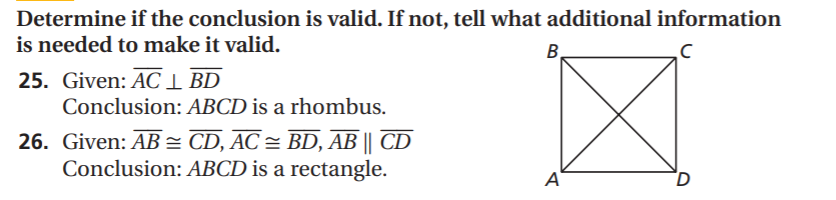 Determine if the conclusion is valid. If not, tell what additional information
is needed to make it valid.
25. Given: AC ⊥ BD
Conclusion: ABCD is a rhombus.
26. Given: AB ≅ CD, AC ≅ BD, AB || CD
Conclusion: ABCD is a rectangle.
B
C
A
D